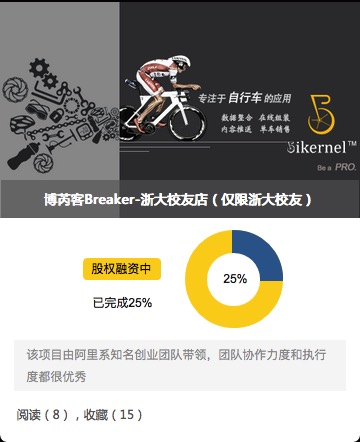 专注于 自行车 的应用
数据整合 在线组装
内容推送 单车销售
Bikernel™
Be a PRO.
博芮客Breaker-浙大校友店（仅限浙大校友）
股权融资中
已完成25%
25%
该项目由阿里系知名创业团队带领，团队协作力度和执行
度都很优秀
阅读（8），收藏（15）